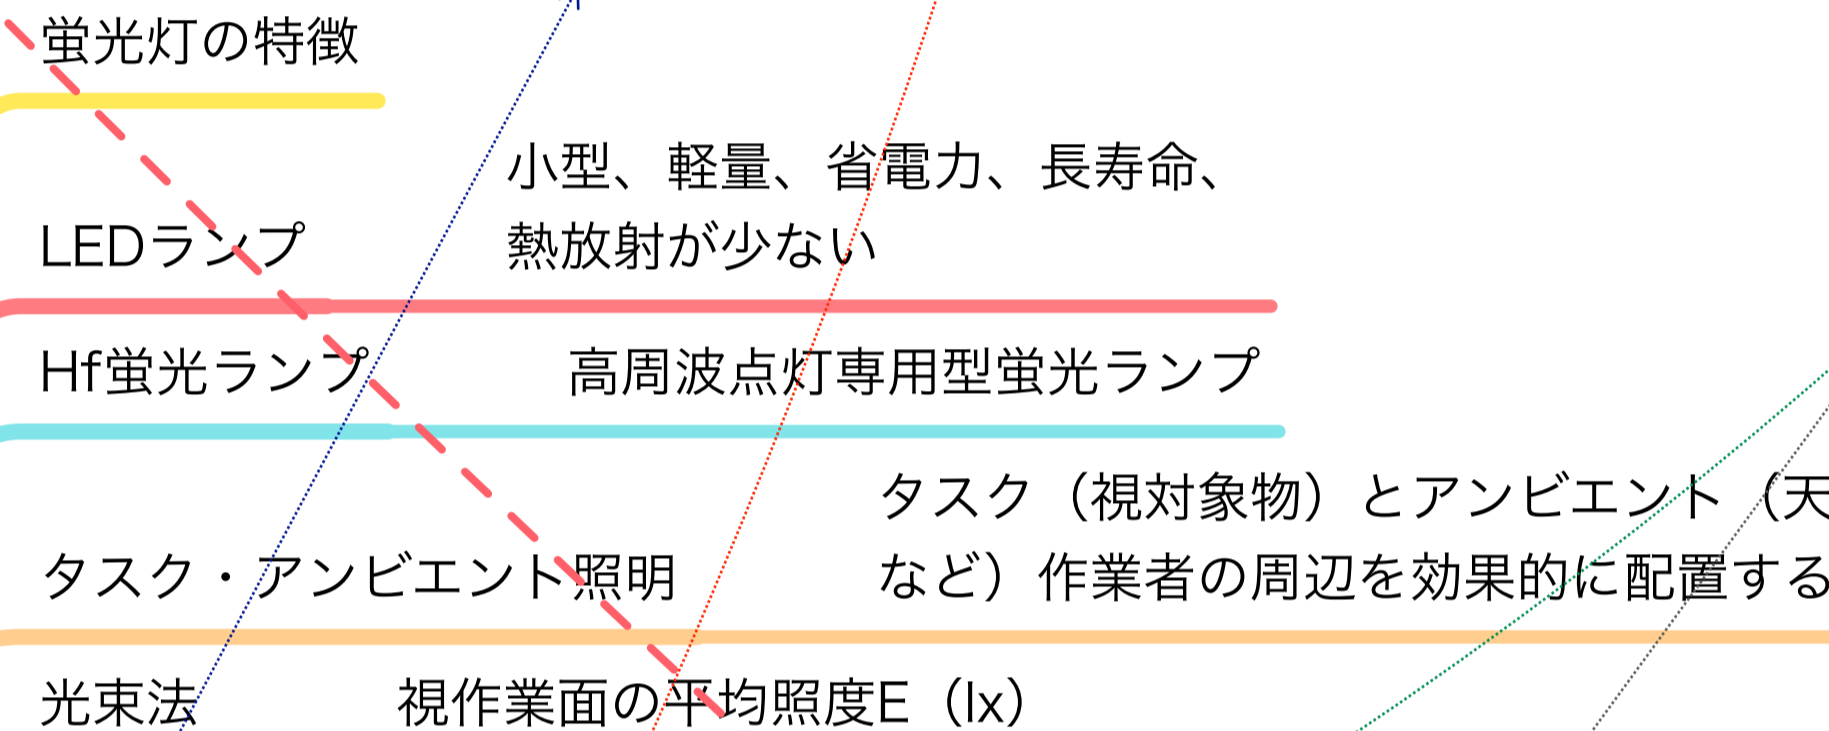 蛍光灯の特徴
小型、軽量、省電力、長寿命、
熱放射が少ない
LEDランプ
Hf蛍光ランプ
高周波点灯専用型蛍光ランプ
タスク（視対象物）とアンビエント（天
など）作業者の周辺を効果的に配置する
タスク・アンビエント照明
光束法
視作業面の平均照度E（lx）